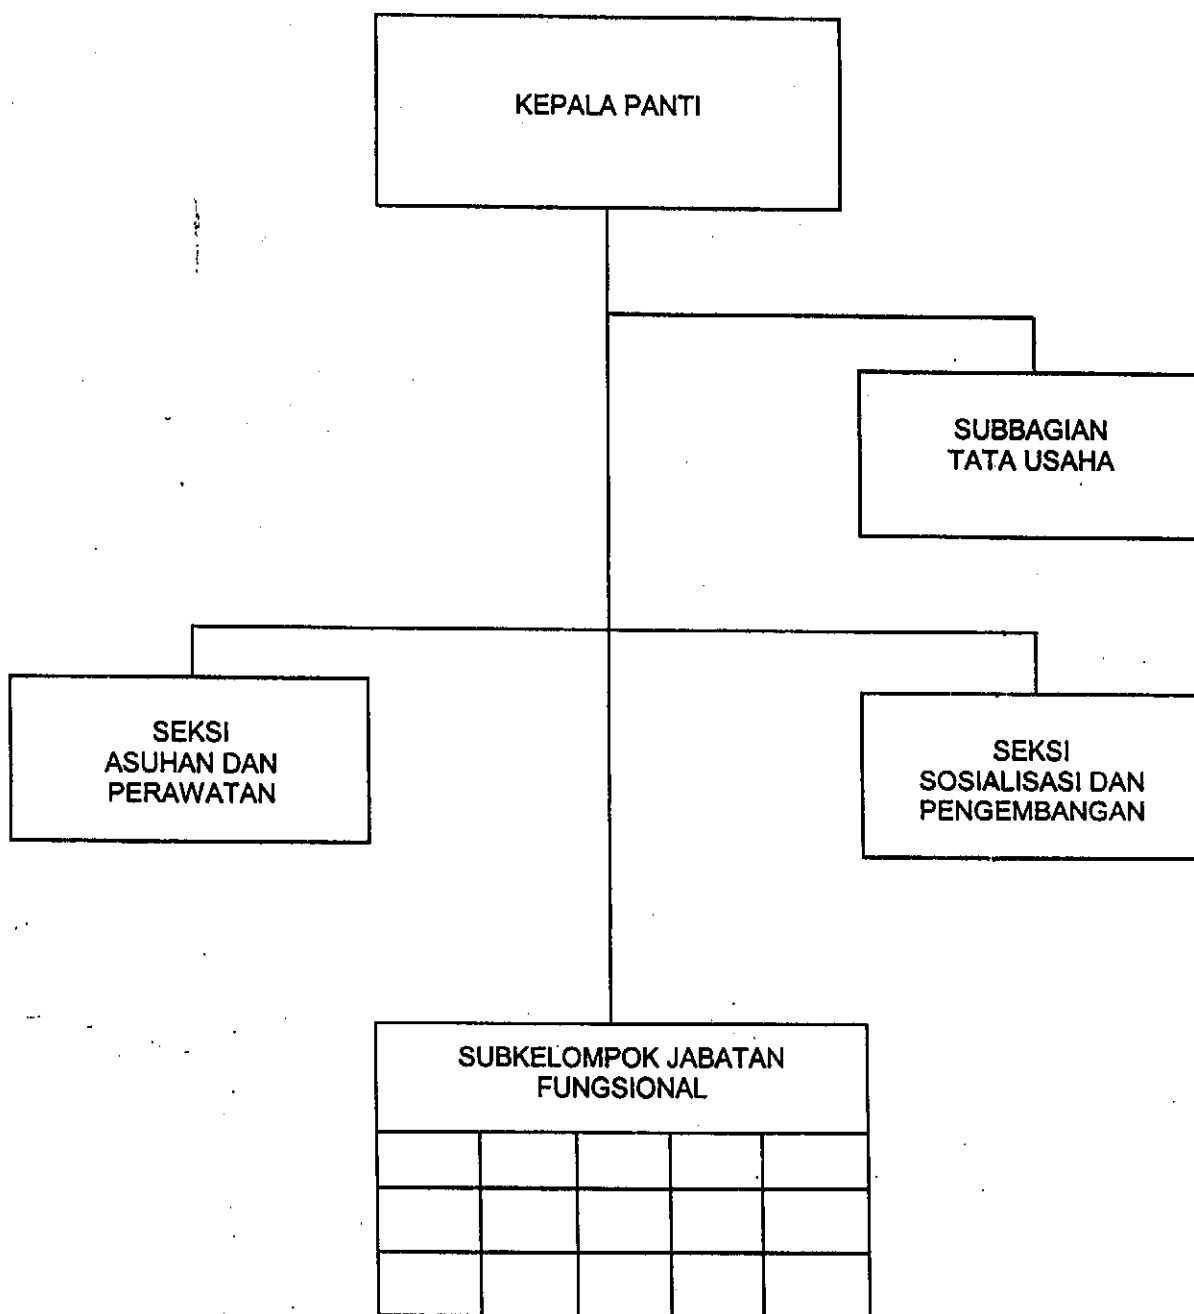 KEPALA PANTI
SUBBAGIAN
TATA USAHA
SEKSI
ASUHAN DAN
PERAWATAN
SEKSI
SOSIALISASI DAN
PENGEMBANGAN
SUBKELOMPOK JABATAN
FUNGSIONAL